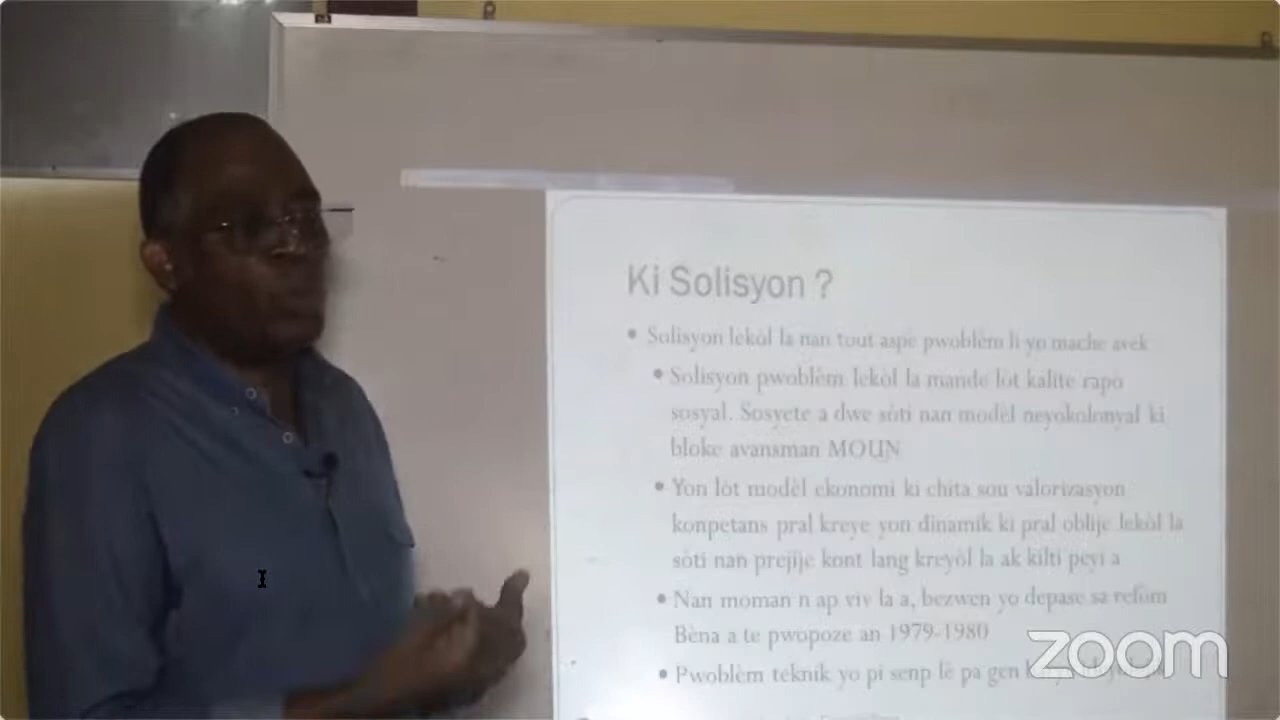 Ki Solisyon ?
• Solisyon lekòl la nan tout aspè pwoblèm li yo mache avèk
• Solisyon pwoblèm lekòl la mande lòt kalite rapò
sosyal. Sosyete a dwe sòti nan modèl neyokolonyal ki
bloke avansman MOUN
• Yon lòt modèl ekonomi ki chita sou valorizasyon
konpetans pral kreye yon dinamik ki pral oblije lekòl la
sòti nan prejije kont lang kreyòl la ak kilti peyi a
• Nan moman n ap viv la a, bezwen yo depase sa refòm
Bèna a te pwopoze an 1979-1980
• Pwoblèm teknik yo pi senp lè pa gen
zoom